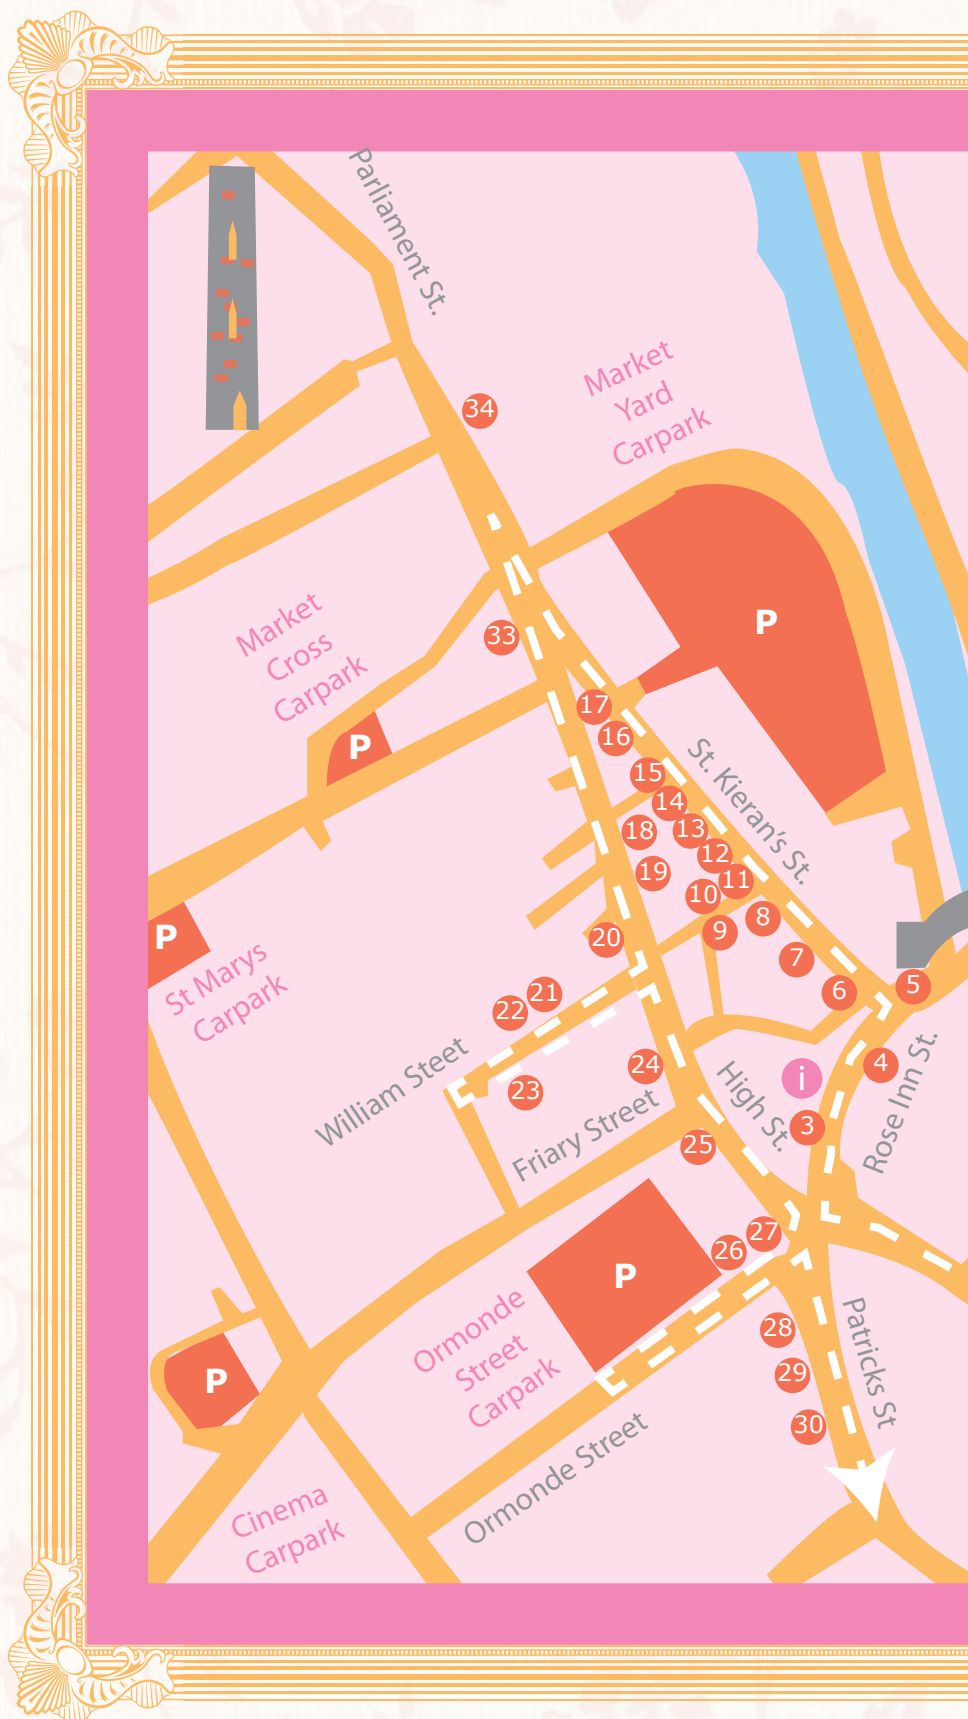 Parliament St.
34
Market
Yard
Carpark
Market
Cross
Carpark
33
P
P
17
16
15
14
13
12
11
10
9
8
7
6
5
18
19
20
St. Kieran's St.
P
St Marys
Carpark
21
22
23
24
William Steet
Friary Street
High St.
i
3
4
Rose Inn St.
25
26
27
P
Ormonde
Street
Carpark
28
29
30
Patricks St
P
Ormonde Street
Cinema
Carpark